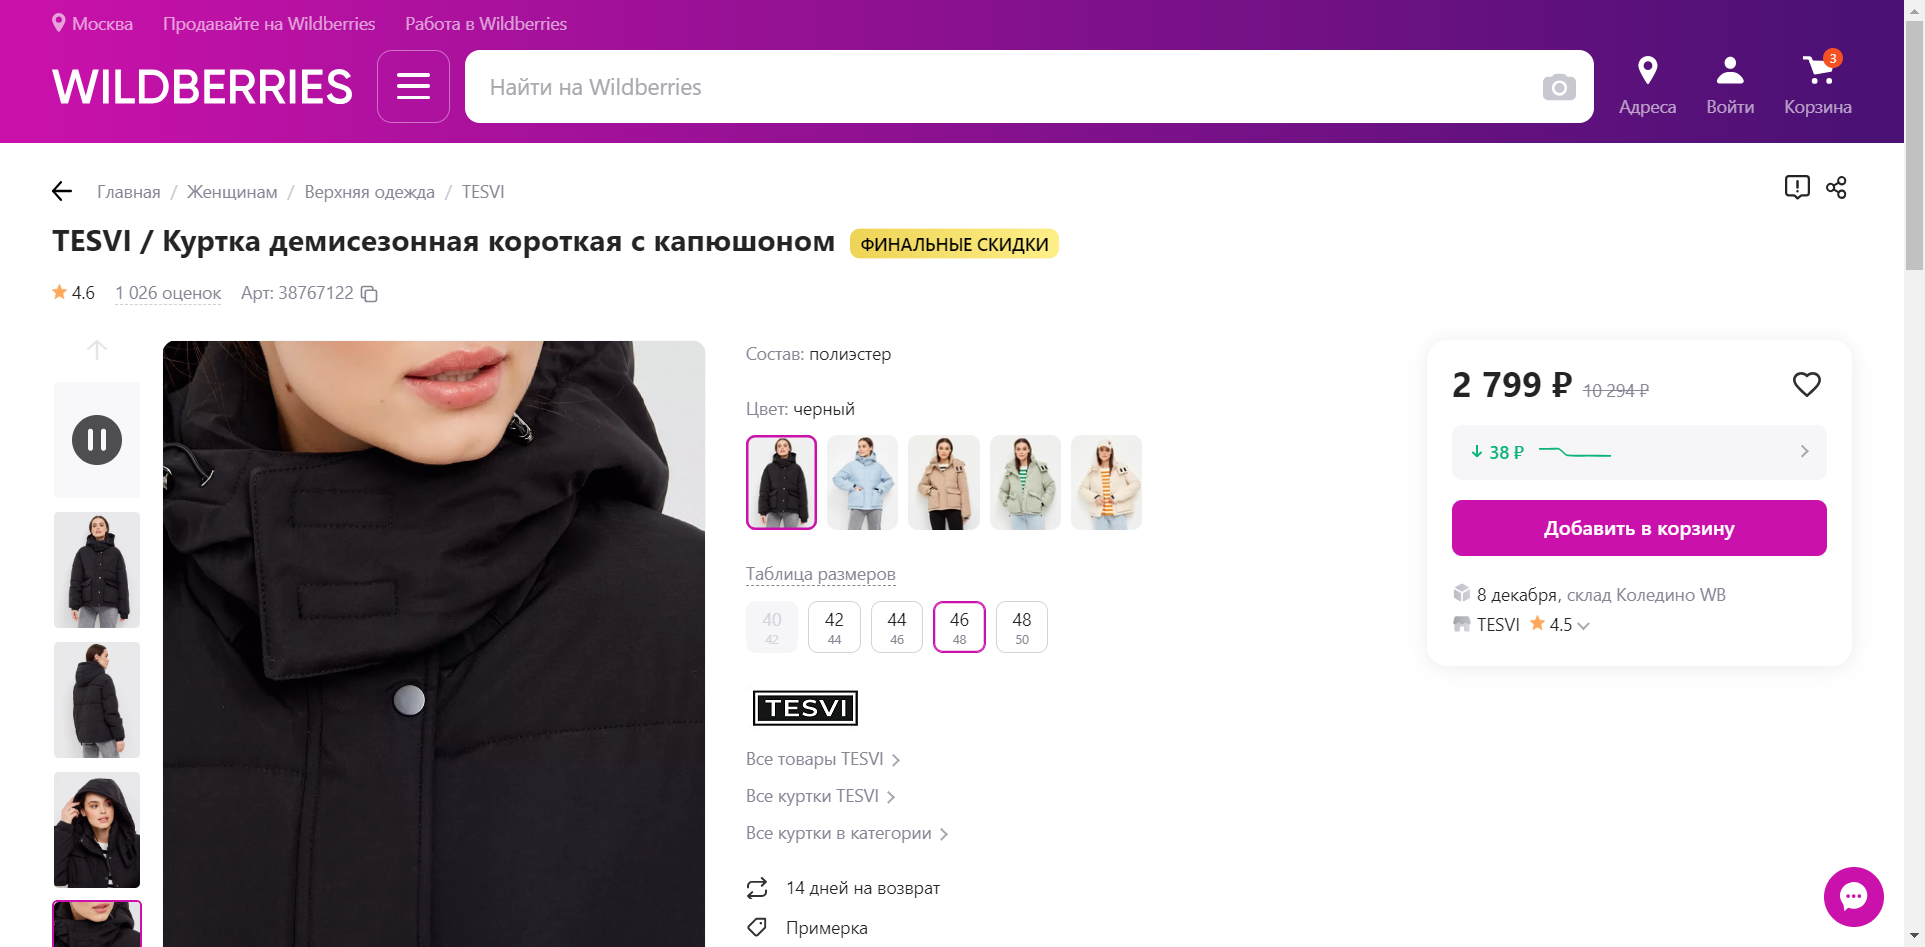 Москва Продавайте на Wildberries Работа в Wildberries
WILDBERRIES
Найти на Wildberries
Адреса
Войти
3
Корзина
Главная / Женщинам / Верхняя одежда / TESVI
TESVI / Куртка демисезонная короткая с капюшоном
ФИНАЛЬНЫЕ СКИДКИ
4.6 1 026 оценок Арт: 38767122
Состав: полиэстер
Цвет: черный
Таблица размеров
40 42 44 46 48
42 44 46 48 50
TESVI
Все товары TESVI
Все куртки TESVI
Все куртки в категории
14 дней на возврат
Примерка
2 799 ₽ 10 294 ₽
38 ₽
Добавить в корзину
8 декабря, склад Коледино WB
TESVI 4.5